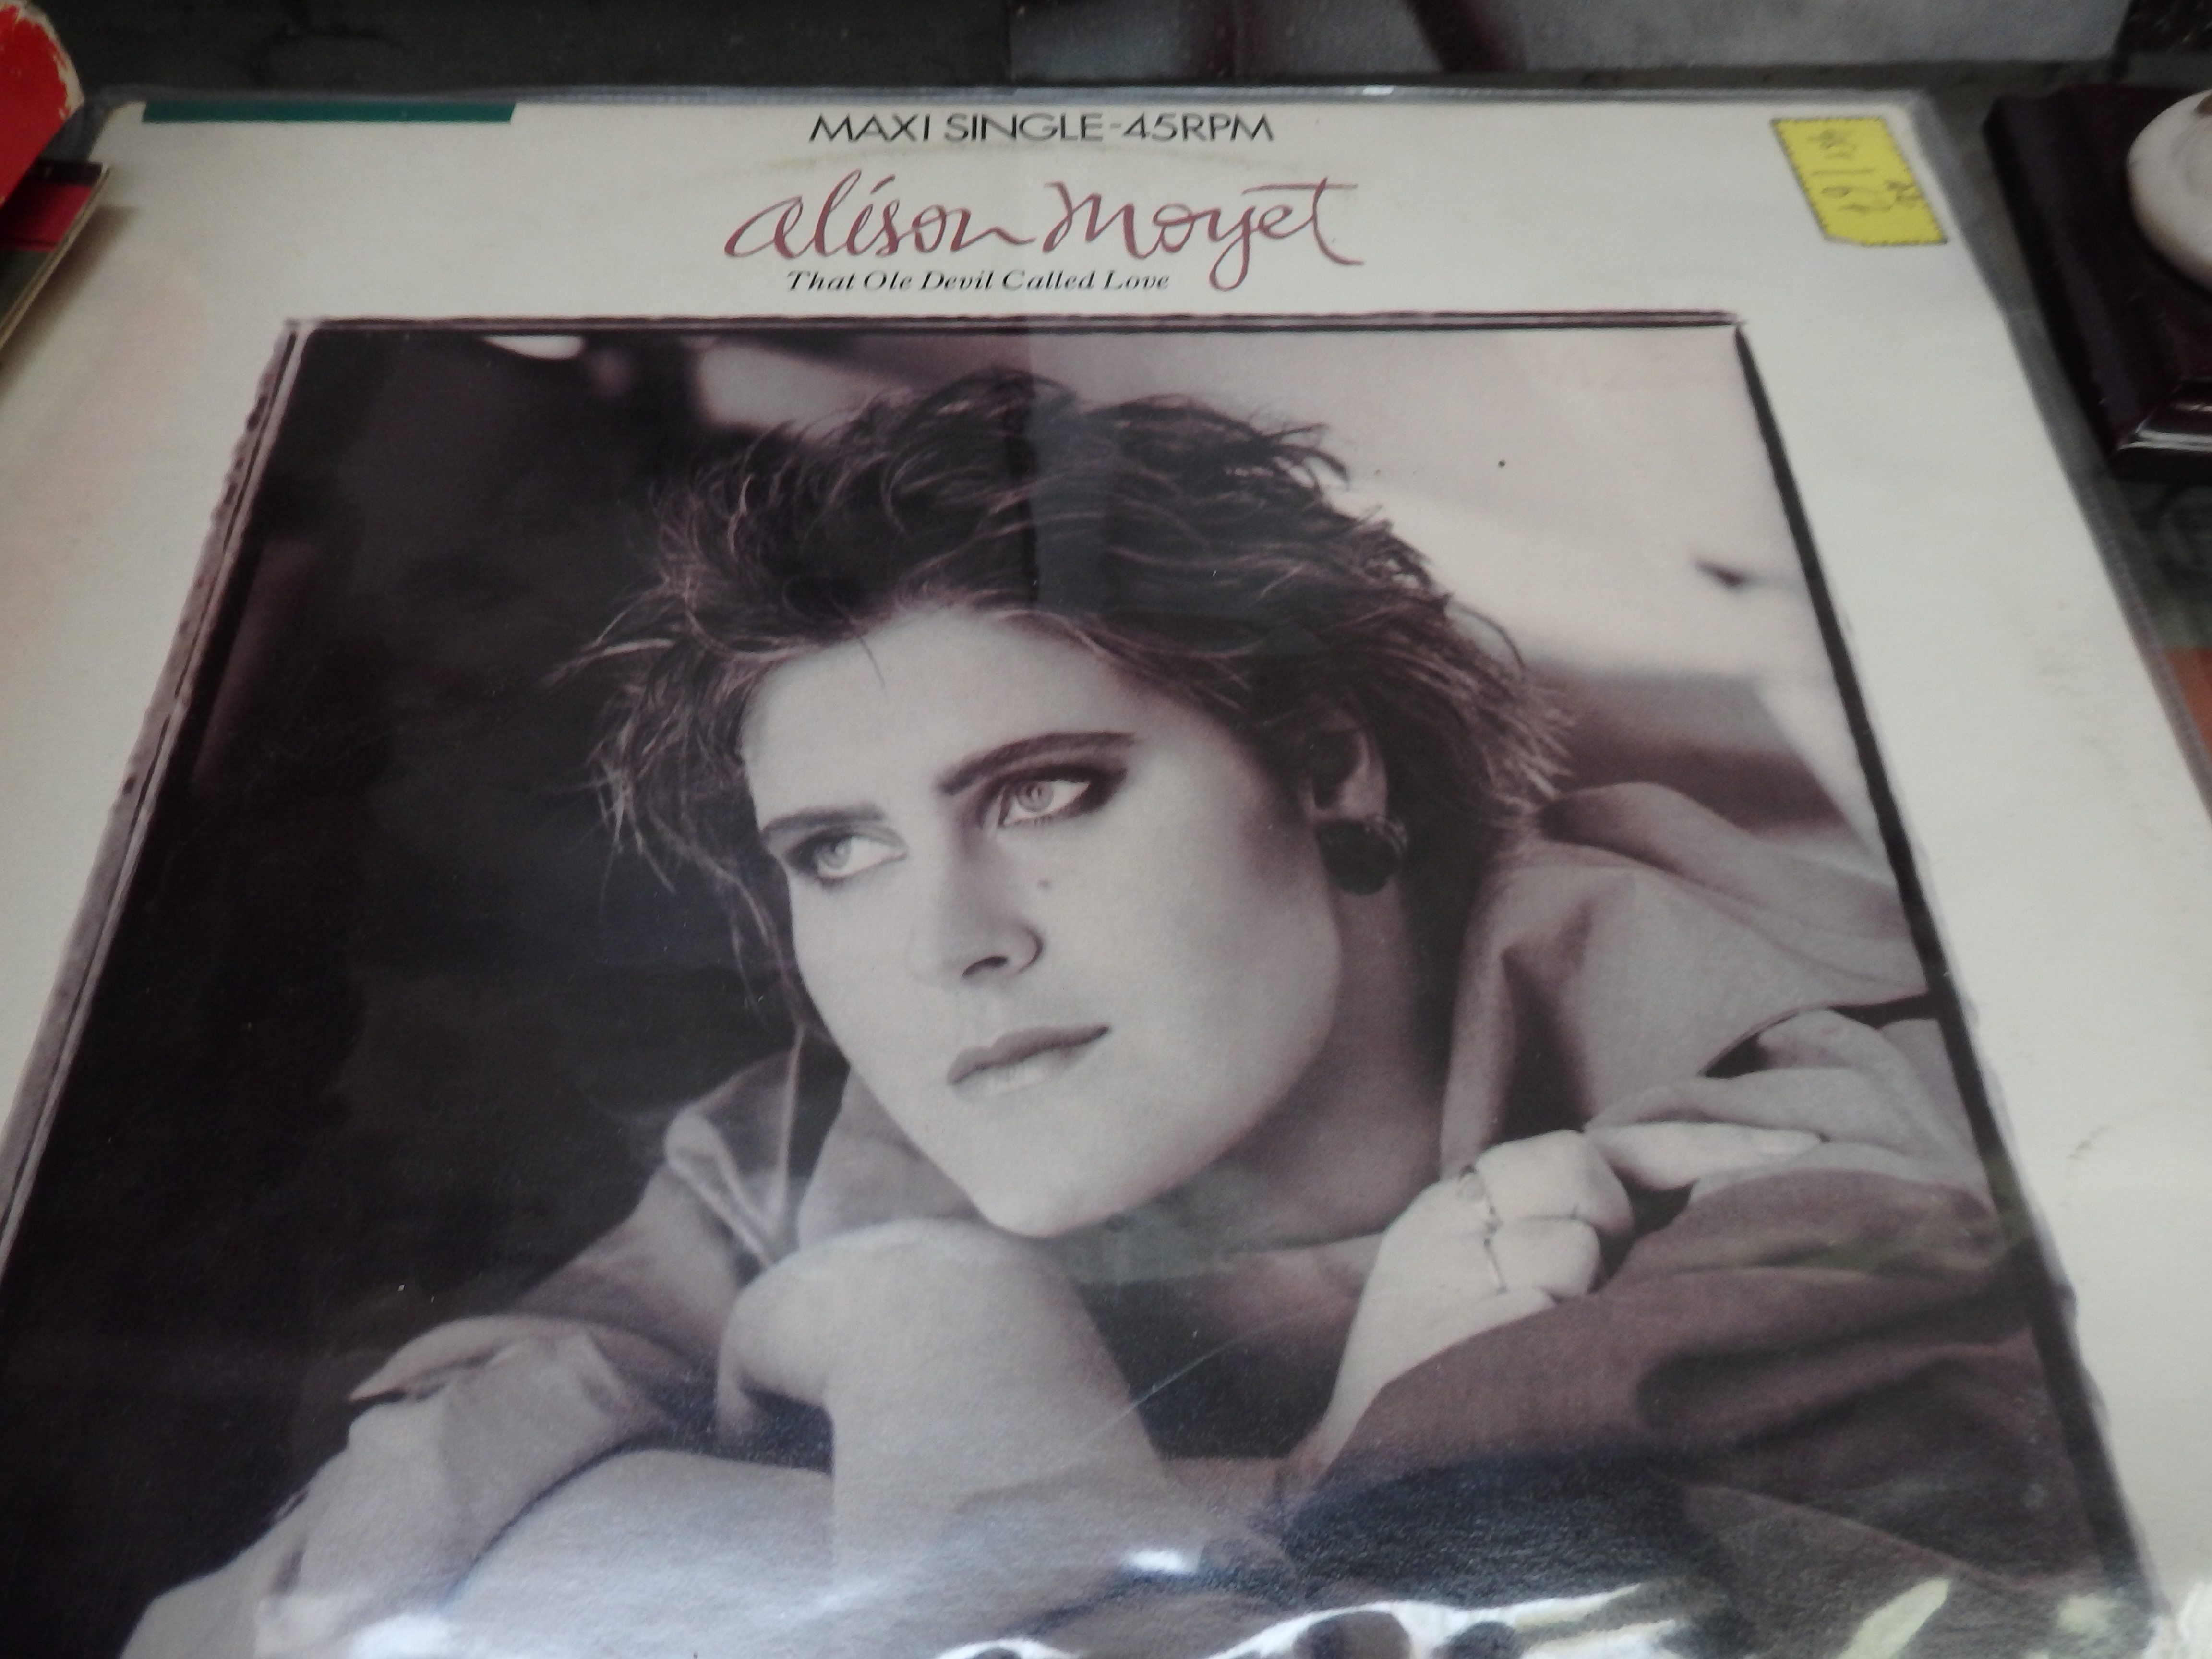 MAXI SINGLE-45RPM
alison moyet
That Ole Devil Called Love